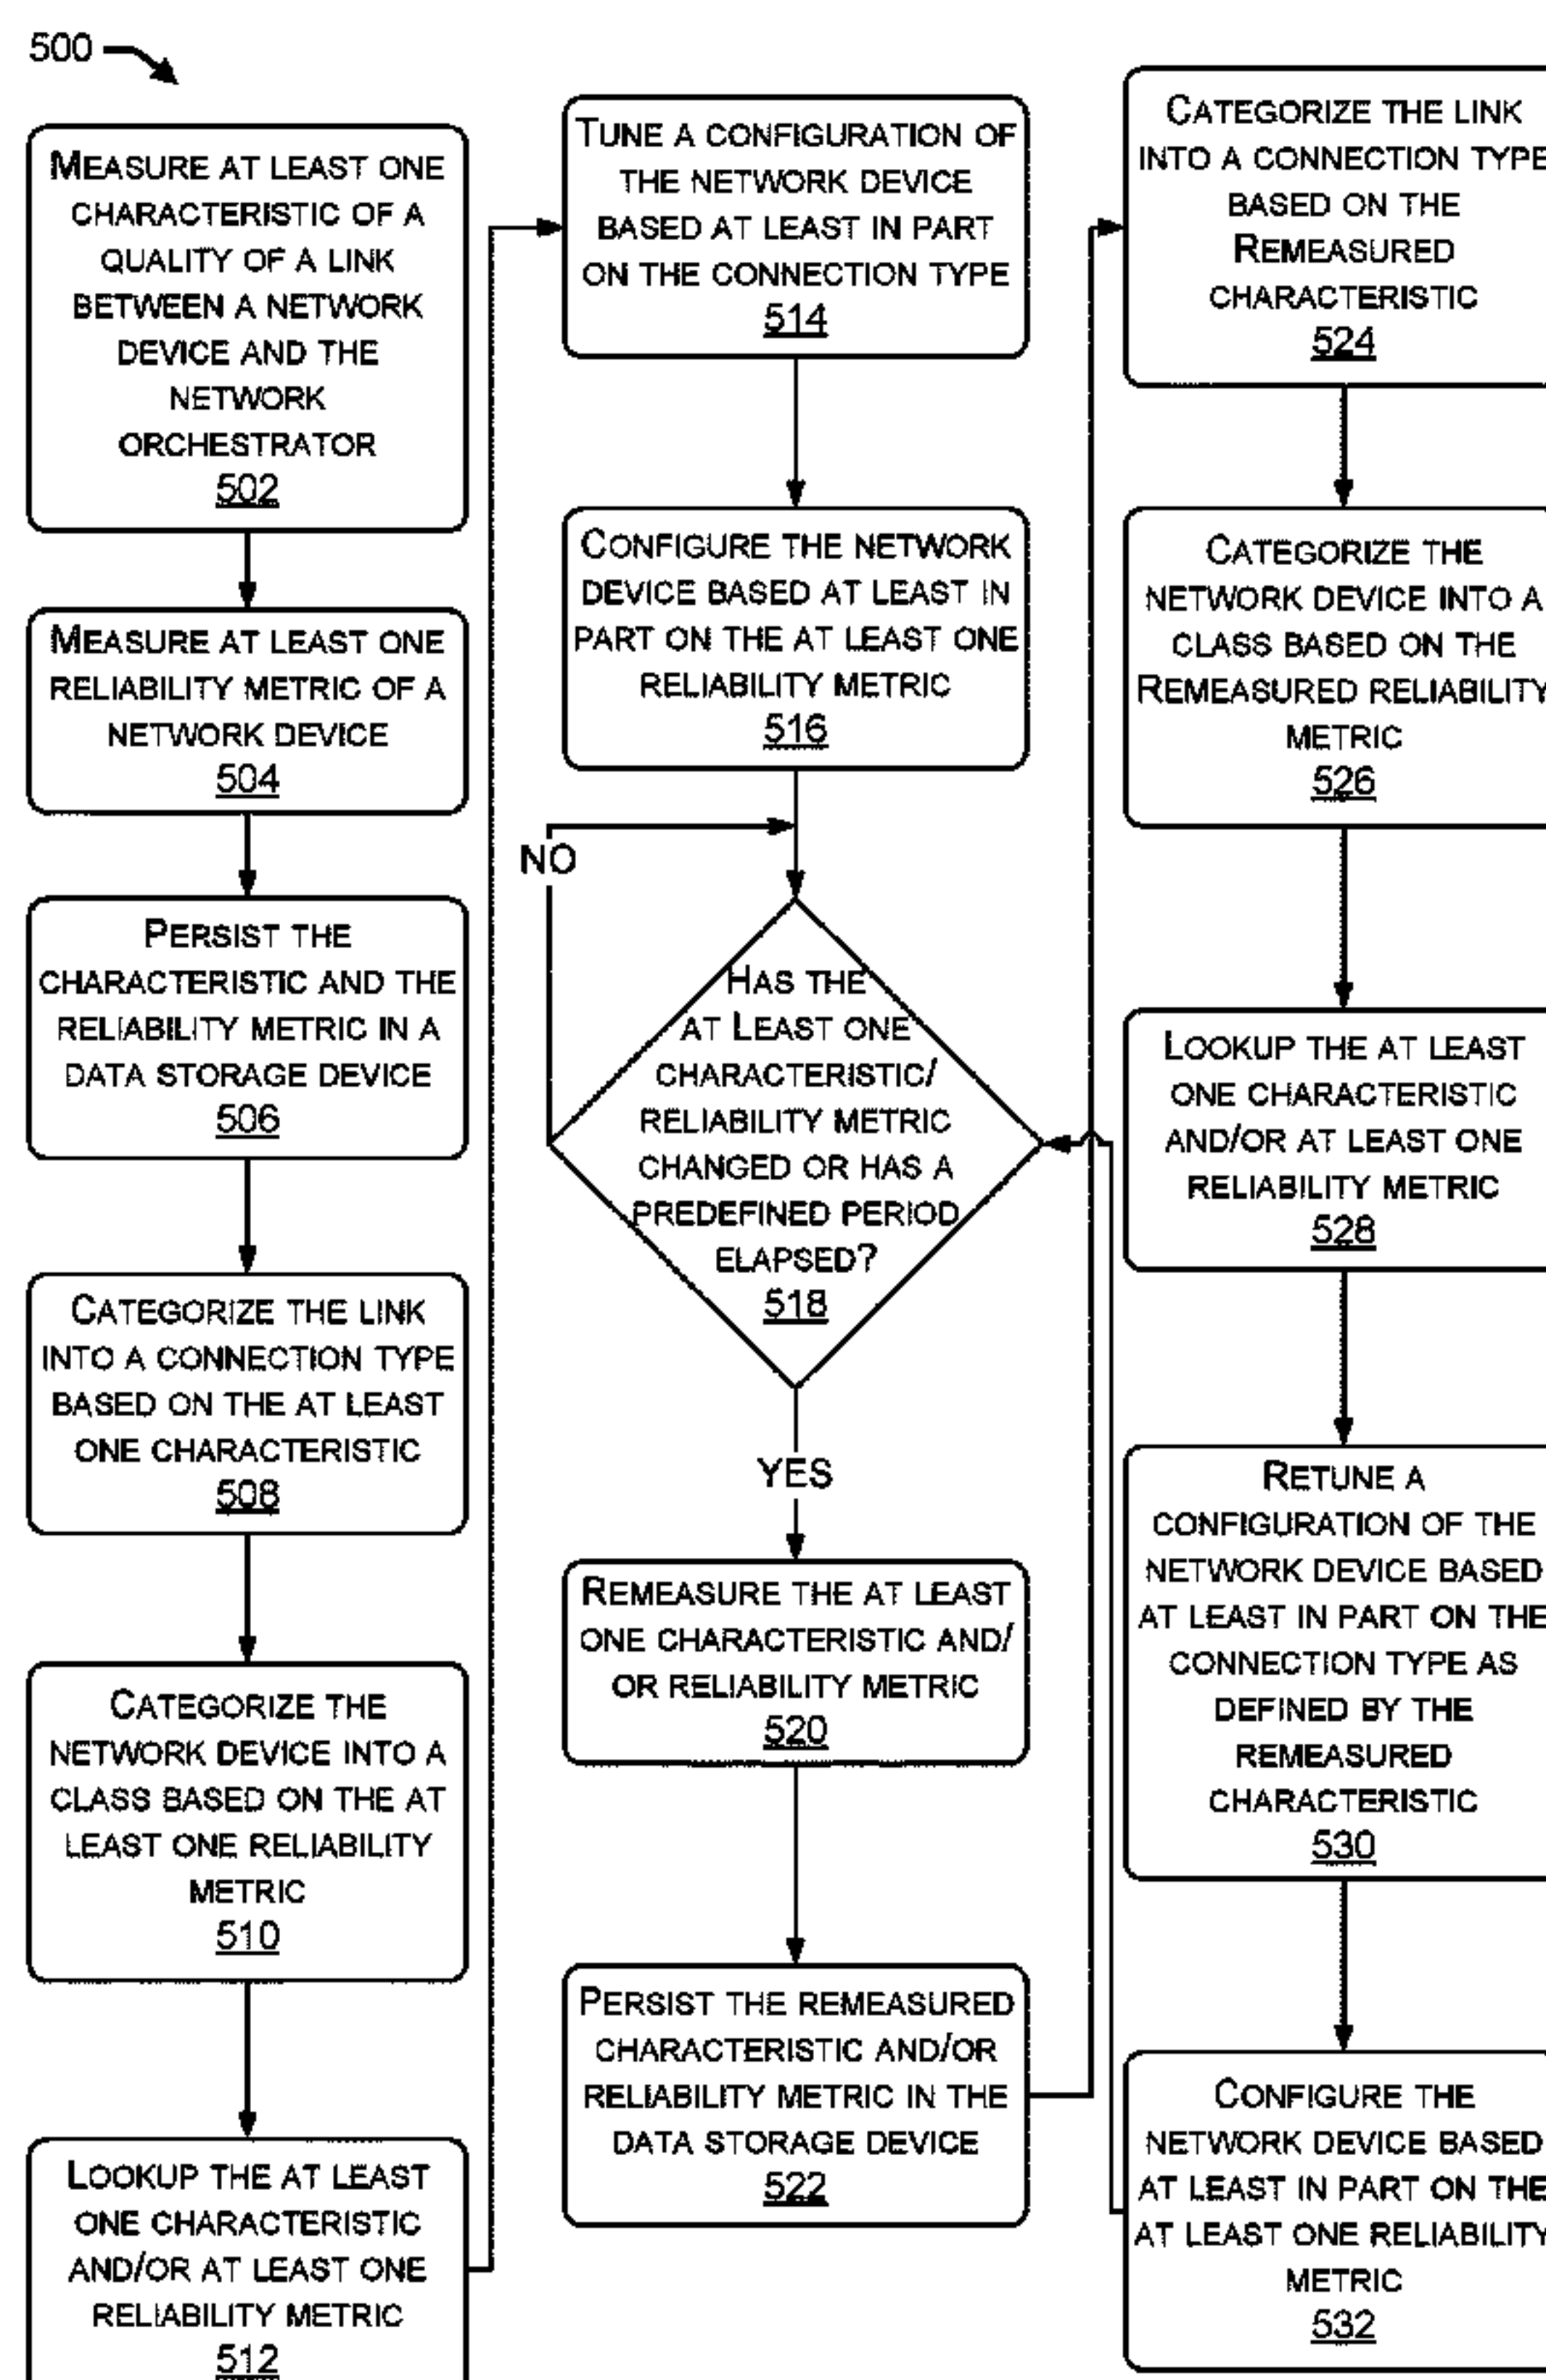 500
MEASURE AT LEAST ONE
CHARACTERISTIC OF A
QUALITY OF A LINK
BETWEEN A NETWORK
DEVICE AND THE
NETWORK
ORCHESTRATOR
502
MEASURE AT LEAST ONE
RELIABILITY METRIC OF A
NETWORK DEVICE
504
PERSIST THE
CHARACTERISTIC AND THE
RELIABILITY METRIC IN A
DATA STORAGE DEVICE
506
CATEGORIZE THE LINK
INTO A CONNECTION TYPE
BASED ON THE AT LEAST
ONE CHARACTERISTIC
508
CATEGORIZE THE
NETWORK DEVICE INTO A
CLASS BASED ON THE AT
LEAST ONE RELIABILITY
METRIC
510
LOOKUP THE AT LEAST
ONE CHARACTERISTIC
AND/OR AT LEAST ONE
RELIABILITY METRIC
512
TUNE A CONFIGURATION OF
THE NETWORK DEVICE
BASED AT LEAST IN PART
ON THE CONNECTION TYPE
514
CONFIGURE THE NETWORK
DEVICE BASED AT LEAST IN
PART ON THE AT LEAST ONE
RELIABILITY METRIC
516
NO
HAS THE
AT LEAST ONE
CHARACTERISTIC/
RELIABILITY METRIC
CHANGED OR HAS A
PREDEFINED PERIOD
ELAPSED?
518
YES
REMEASURE THE AT LEAST
ONE CHARACTERISTIC AND/
OR RELIABILITY METRIC
520
PERSIST THE REMEASURED
CHARACTERISTIC AND/OR
RELIABILITY METRIC IN THE
DATA STORAGE DEVICE
522
CATEGORIZE THE LINK
INTO A CONNECTION TYPE
BASED ON THE
REMEASURED
CHARACTERISTIC
524
CATEGORIZE THE
NETWORK DEVICE INTO A
CLASS BASED ON THE
REMEASURED RELIABILITY
METRIC
526
LOOKUP THE AT LEAST
ONE CHARACTERISTIC
AND/OR AT LEAST ONE
RELIABILITY METRIC
528
RETUNE A
CONFIGURATION OF THE
NETWORK DEVICE BASED
AT LEAST IN PART ON THE
CONNECTION TYPE AS
DEFINED BY THE
REMEASURED
CHARACTERISTIC
530
CONFIGURE THE
NETWORK DEVICE BASED
AT LEAST IN PART ON THE
AT LEAST ONE RELIABILITY
METRIC
532